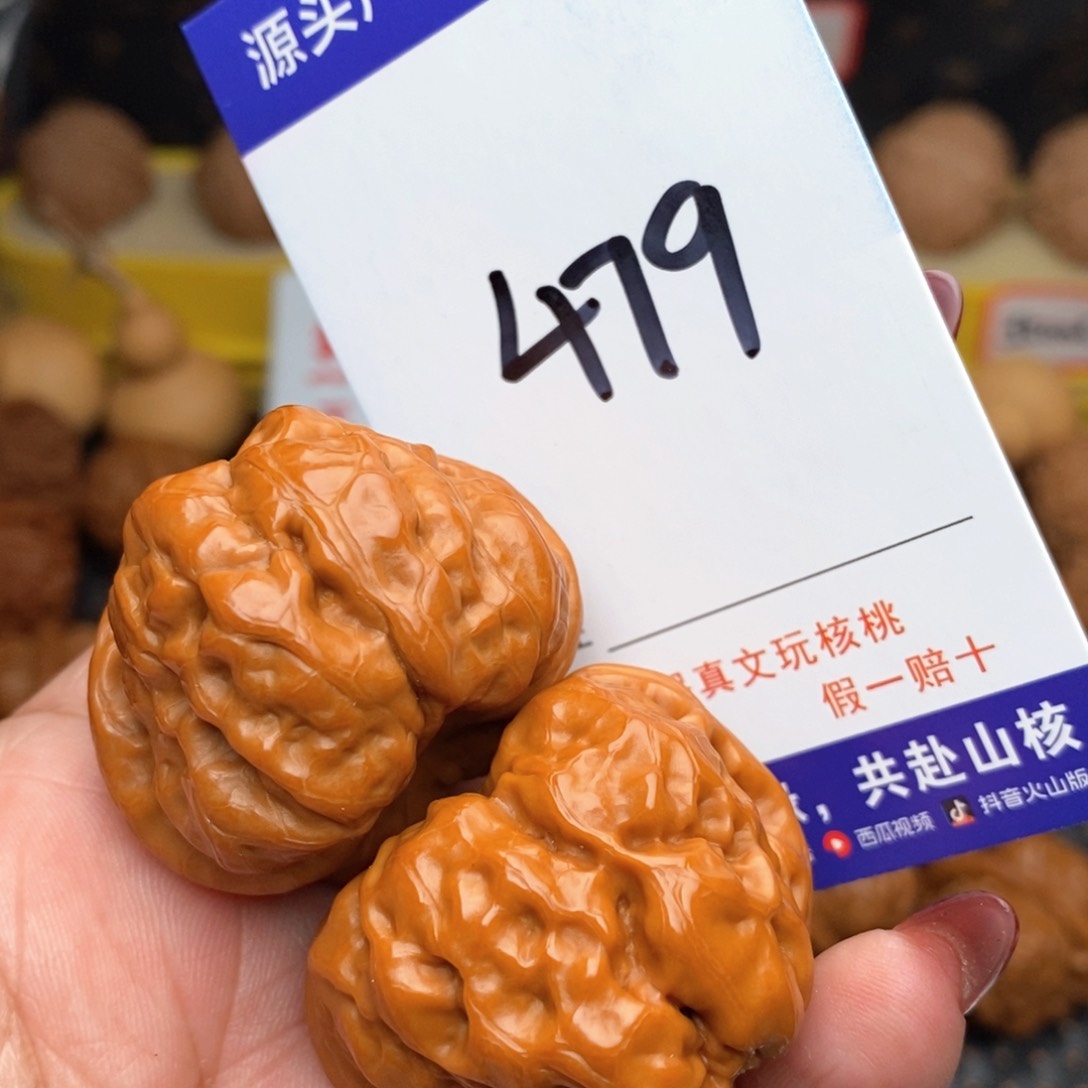 源头
479
真文玩核桃
假一赔十
，共赴山核
西瓜视频 抖音火山版